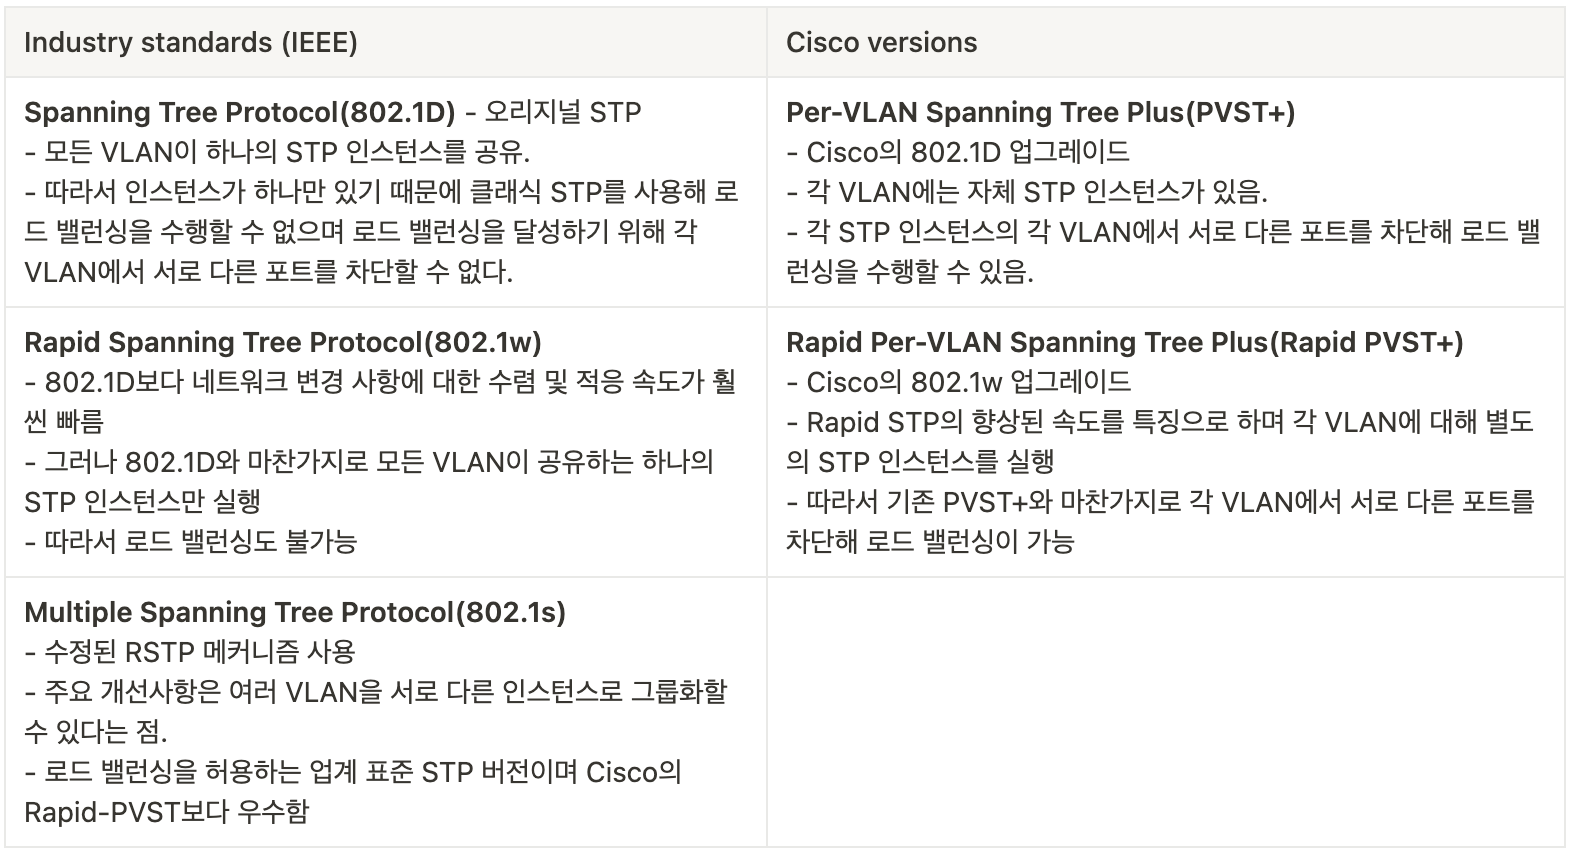 Industry standards (IEEE)
Cisco versions
Spanning Tree Protocol(802.1D) - 오리지널 STP
- 모든 VLAN이 하나의 STP 인스턴스를 공유.
- 따라서 인스턴스가 하나만 있기 때문에 클래식 STP를 사용해 로
드 밸런싱을 수행할 수 없으며 로드 밸런싱을 달성하기 위해 각
VLAN에서 서로 다른 포트를 차단할 수 없다.
Per-VLAN Spanning Tree Plus(PVST+)
- Cisco의 802.1D 업그레이드
- 각 VLAN에는 자체 STP 인스턴스가 있음.
- 각 STP 인스턴스의 각 VLAN에서 서로 다른 포트를 차단해 로드 밸
런싱을 수행할 수 있음.
Rapid Spanning Tree Protocol(802.1w)
- 802.1D보다 네트워크 변경 사항에 대한 수렴 및 적응 속도가 훨
씬 빠름
- 그러나 802.1D와 마찬가지로 모든 VLAN이 공유하는 하나의
STP 인스턴스만 실행
- 따라서 로드 밸런싱도 불가능
Rapid Per-VLAN Spanning Tree Plus(Rapid PVST+)
- Cisco의 802.1w 업그레이드
- Rapid STP의 향상된 속도를 특징으로 하며 각 VLAN에 대해 별도
의 STP 인스턴스를 실행
- 따라서 기존 PVST+와 마찬가지로 각 VLAN에서 서로 다른 포트를
차단해 로드 밸런싱이 가능
Multiple Spanning Tree Protocol(802.1s)
- 수정된 RSTP 메커니즘 사용
- 주요 개선사항은 여러 VLAN을 서로 다른 인스턴스로 그룹화할
수 있다는 점.
- 로드 밸런싱을 허용하는 업계 표준 STP 버전이며 Cisco의
Rapid-PVST보다 우수함